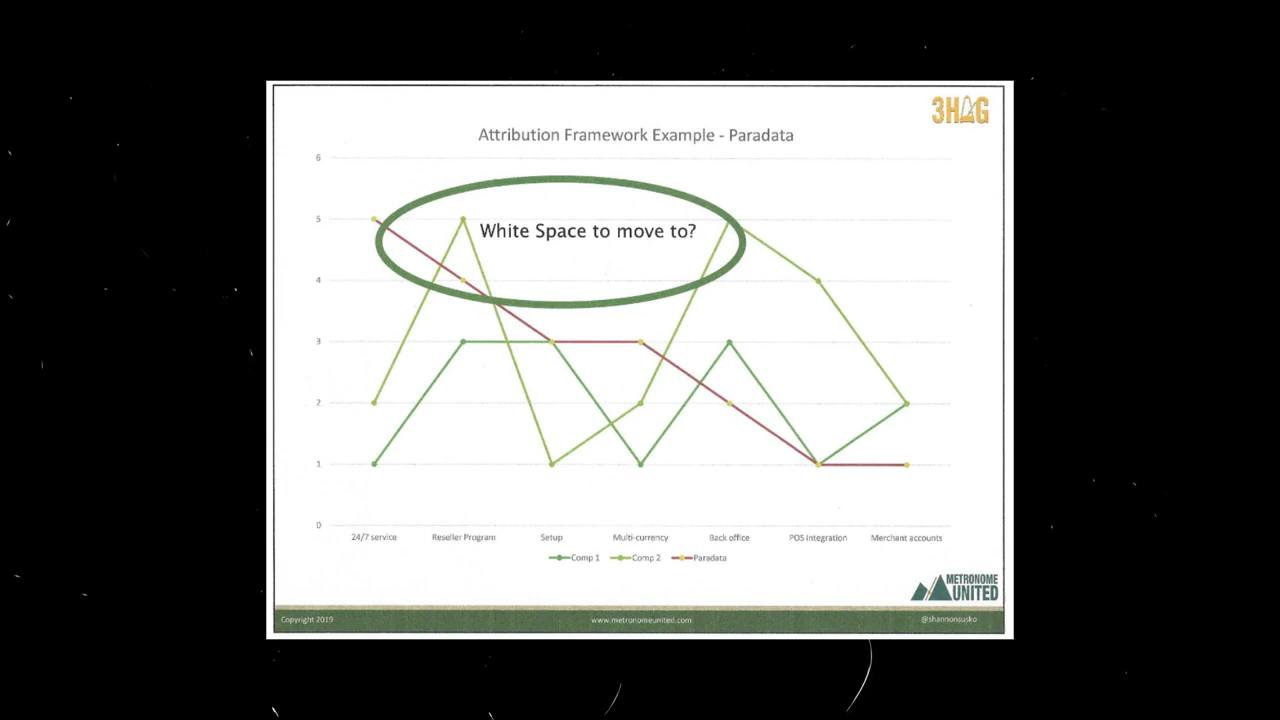 3HAG
Attribution Framework Example - Paradata
6
5
4
3
2
1
0
White Space to move to?
24/7 service
Reseller Program
Setup
Multi-currency
Back office
POS Integration
Merchant accounts
Comp 1
Comp 2
Paradata
METRONOME
UNITED
Copyright 2019
www.metronomeunited.com
@shannonsusko